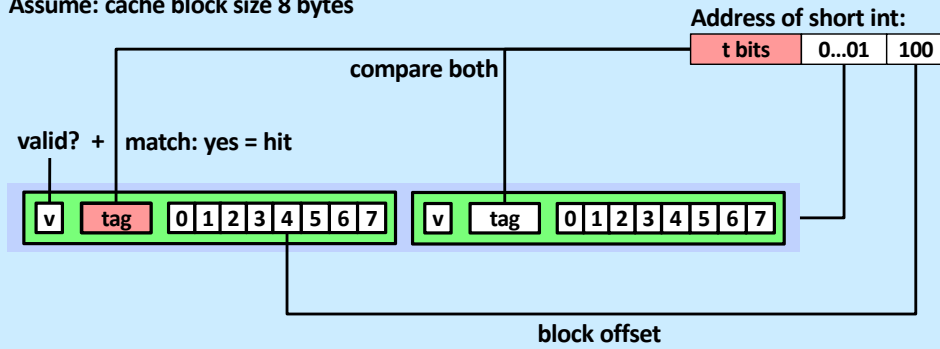 Assume: cache block size 8 bytes
Address of short int:
t bits 0...01 100
compare both
valid? + match: yes = hit
v tag 0 1 2 3 4 5 6 7 v tag 0 1 2 3 4 5 6 7
block offset